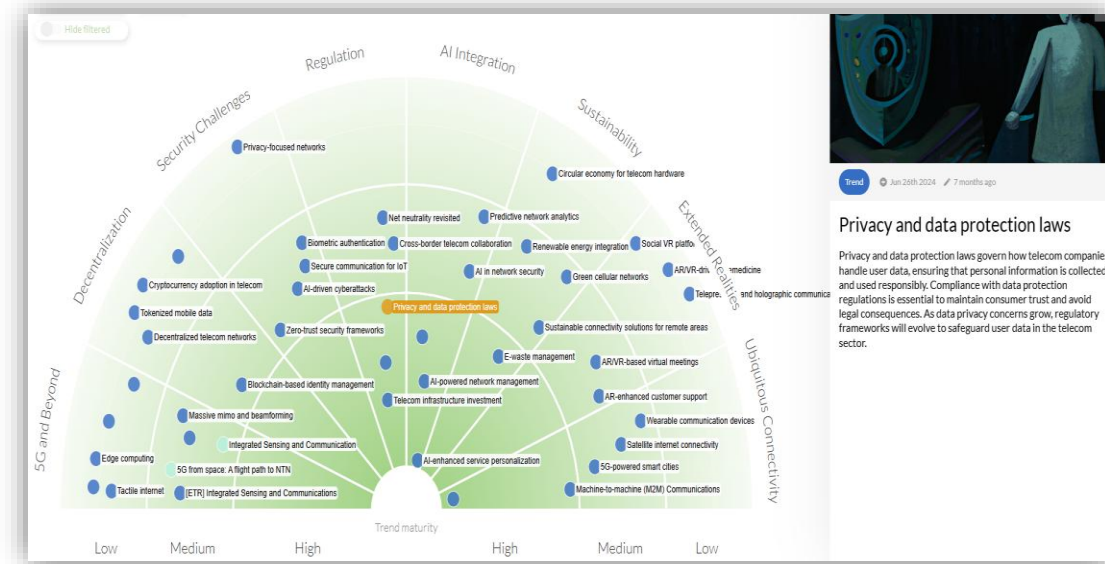 Hide filtered
Regulation
AI Integration
Security Challenges
Sustainability
Decentralization
Extended Realities
5G and Beyond
Ubiquitous Connectivity
Privacy-focused networks
Circular economy for telecom hardware
Net neutrality revisited
Predictive network analytics
Biometric authentication
Cross-border telecom collaboration
Renewable energy integration
Social VR
Secure communication for IoT
AI in network security
Green cellular networks
Cryptocurrency adoption in telecom
AI-driven cyberattacks
and holographic
Privacy and data protection laws
Tokenized mobile data
Zero-trust security frameworks
Sustainable connectivity solutions for remote areas
Decentralized telecom networks
E-waste management
AR/VR-based virtual meetings
Blockchain-based identity management
AI-powered network management
AR-enhanced customer support
Telecom infrastructure investment
Massive mimo and beamforming
Wearable communication devices
Integrated Sensing and Communication
Satellite internet connectivity
Edge computing
AI-enhanced service personalization
5G from space: A flight path to NTN
5G-powered smart cities
Tactile internet
[ETR] Integrated Sensing and Communications
Machine-to-machine (M2M) Communications
Trend maturity
Low Medium High High Medium Low
Trend Jun 26th 2024 7 months ago
Privacy and data protection laws
Privacy and data protection laws govern how telecom companie
handle user data, ensuring that personal information is collected
and used responsibly. Compliance with data protection
regulations is essential to maintain consumer trust and avoid
legal consequences. As data privacy concerns grow, regulatory
frameworks will evolve to safeguard user data in the telecom
sector.